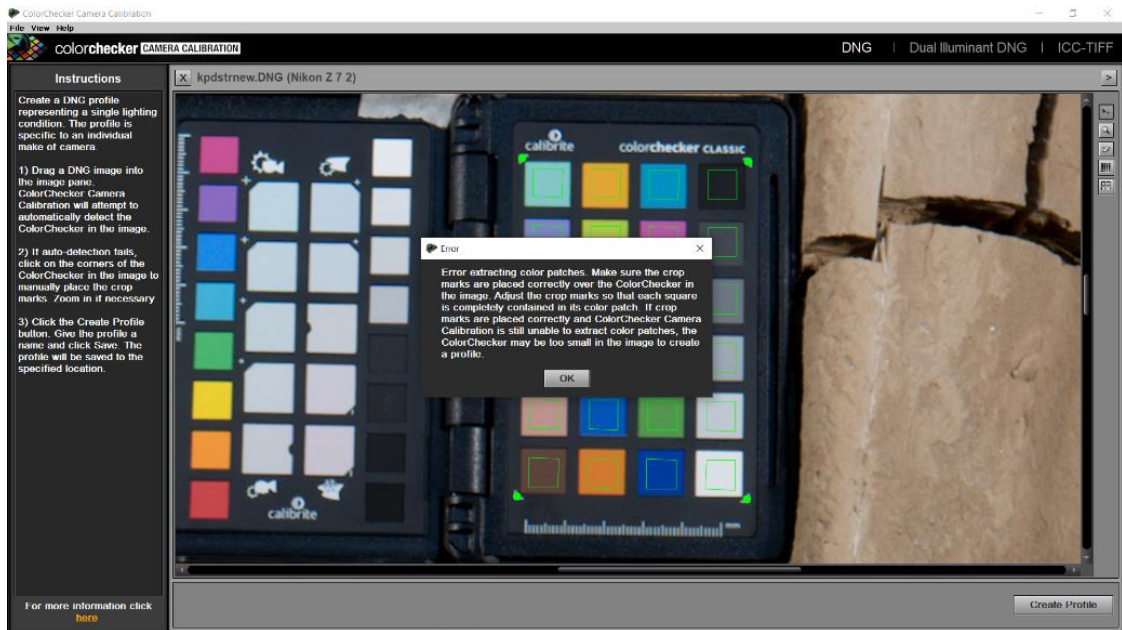 ColorChecker Camera Calibration
File View Help
colorchecker CAMERA CALIBRATION
DNG | Dual Illuminant DNG | ICC-TIFF
Instructions
Create a DNG profile
representing a single lighting
condition. The profile is
specific to an individual
make of camera.
1) Drag a DNG image into
the image pane.
ColorChecker Camera
Calibration will attempt to
automatically detect the
ColorChecker in the image.
2) If auto-detection fails,
click on the corners of the
ColorChecker in the image to
manually place the crop
marks. Zoom in if necessary
3) Click the Create Profile
button. Give the profile a
name and click Save. The
profile will be saved to the
specified location.
For more information click
here
X kpdstrnew.DNG (Nikon Z 7 2) >
calibrite colorchecker CLASSIC
Error
Error extracting color patches. Make sure the crop
marks are placed correctly over the ColorChecker in
the image. Adjust the crop marks so that each square
is completely contained in its color patch. If crop
marks are placed correctly and ColorChecker Camera
Calibration is still unable to extract color patches, the
ColorChecker may be too small in the image to create
a profile.
OK
calibrite
mm
Create Profile